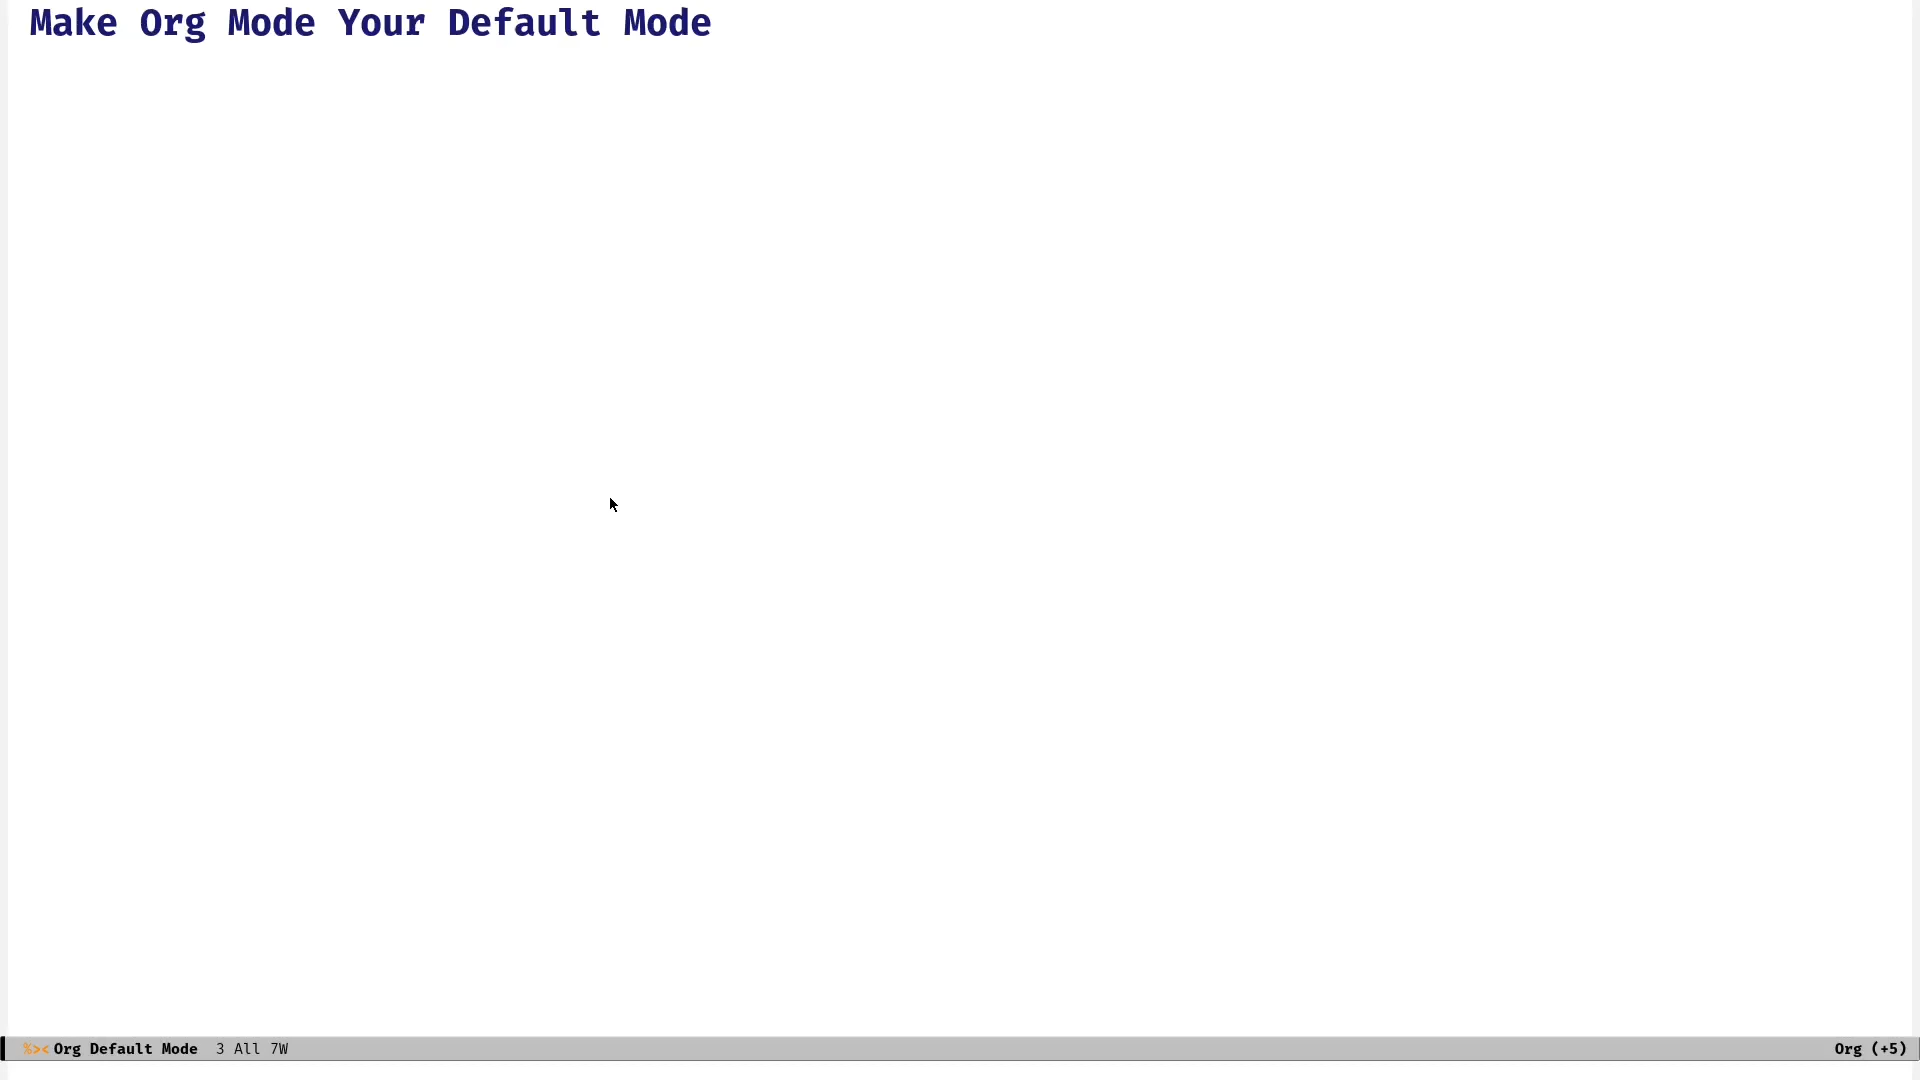 Make Org Mode Your Default Mode
%>< Org Default Mode 3 All 7W
Org (+5)